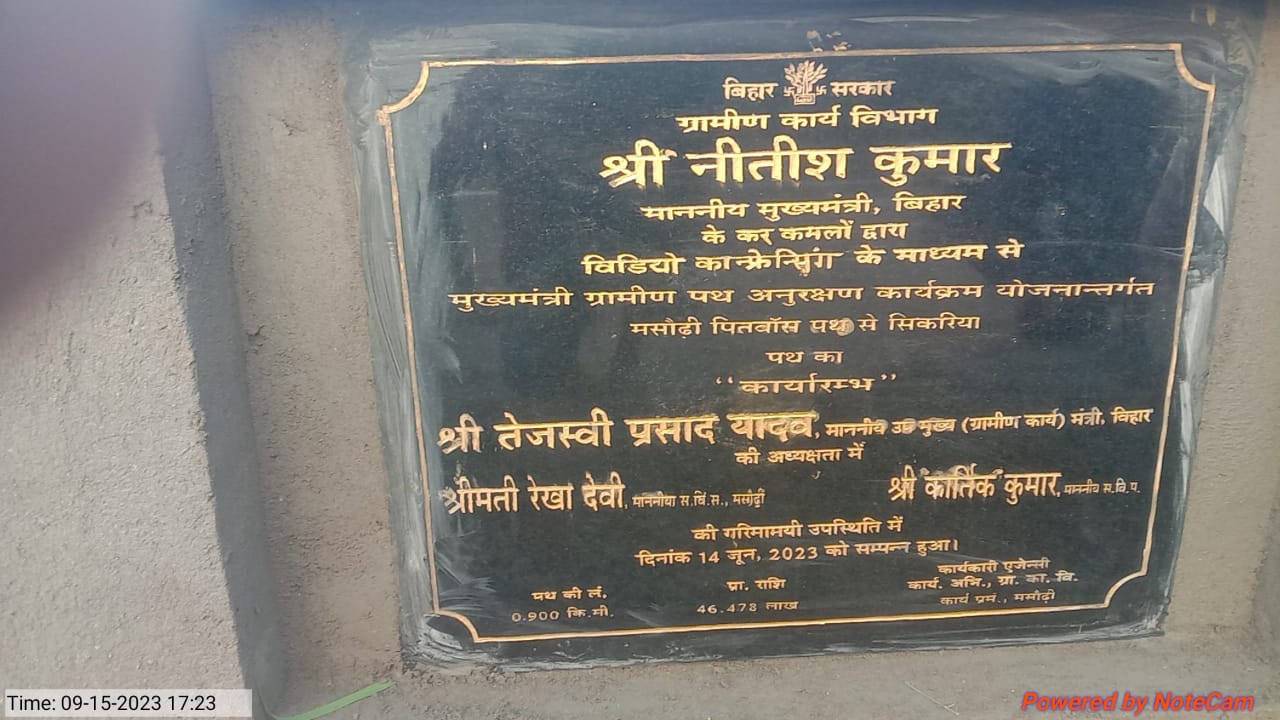 बिहार सरकार
ग्रामीण कार्य विभाग
श्री नीतीश कुमार
माननीय मुख्यमंत्री, बिहार
के कर कमलों द्वारा
विडियो कान्फ्रेन्सिंग के माध्यम से
मुख्यमंत्री ग्रामीण पथ अनुरक्षण कार्यक्रम योजनान्तर्गत
मसौढ़ी पितवॉस पथ से सिकरिया
पथ का
"कार्यारम्भ"
श्री तेजस्वी प्रसाद यादव, माननीय उप मुख्य (ग्रामीण कार्य) मंत्री, बिहार
की अध्यक्षता में
श्रीमती रेखा देवी, माननीया स.वि.स., मसौढ़ी श्री कार्तिक कुमार, माननीय स.वि.प.
की गरिमामयी उपस्थिति में
दिनांक 14 जून, 2023 को सम्पन्न हुआ।
पथ की लं. प्रा. राशि कार्यकारी एजेन्सी
0.900 कि.मी. 46.478 लाख कार्य. अभि., ग्रा. का. वि.
कार्य प्रमं., मसौढ़ी
Time: 09-15-2023 17:23
Powered by NoteCam